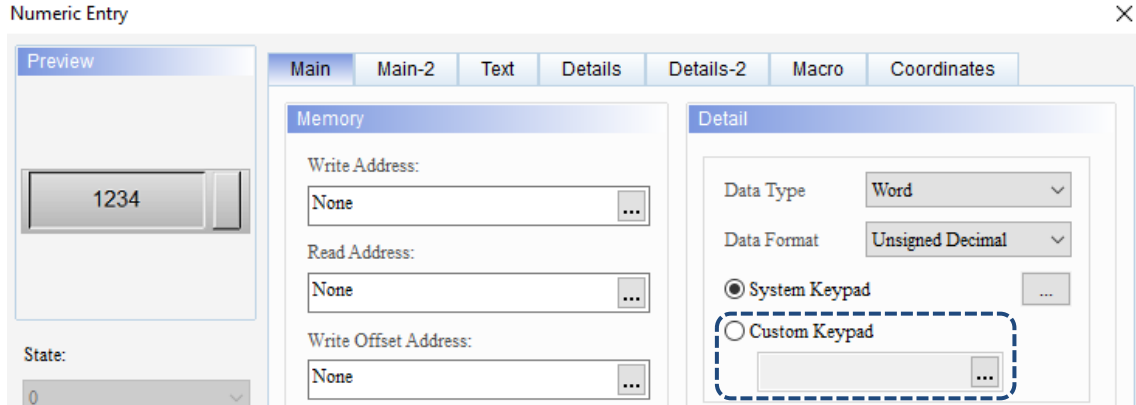 Numeric Entry
Preview
1234
State:
0
Main Main-2 Text Details Details-2 Macro Coordinates
Memory
Write Address:
None ...
Read Address:
None ...
Write Offset Address:
None ...
Detail
Data Type Word
Data Format Unsigned Decimal
System Keypad ...
Custom Keypad
...